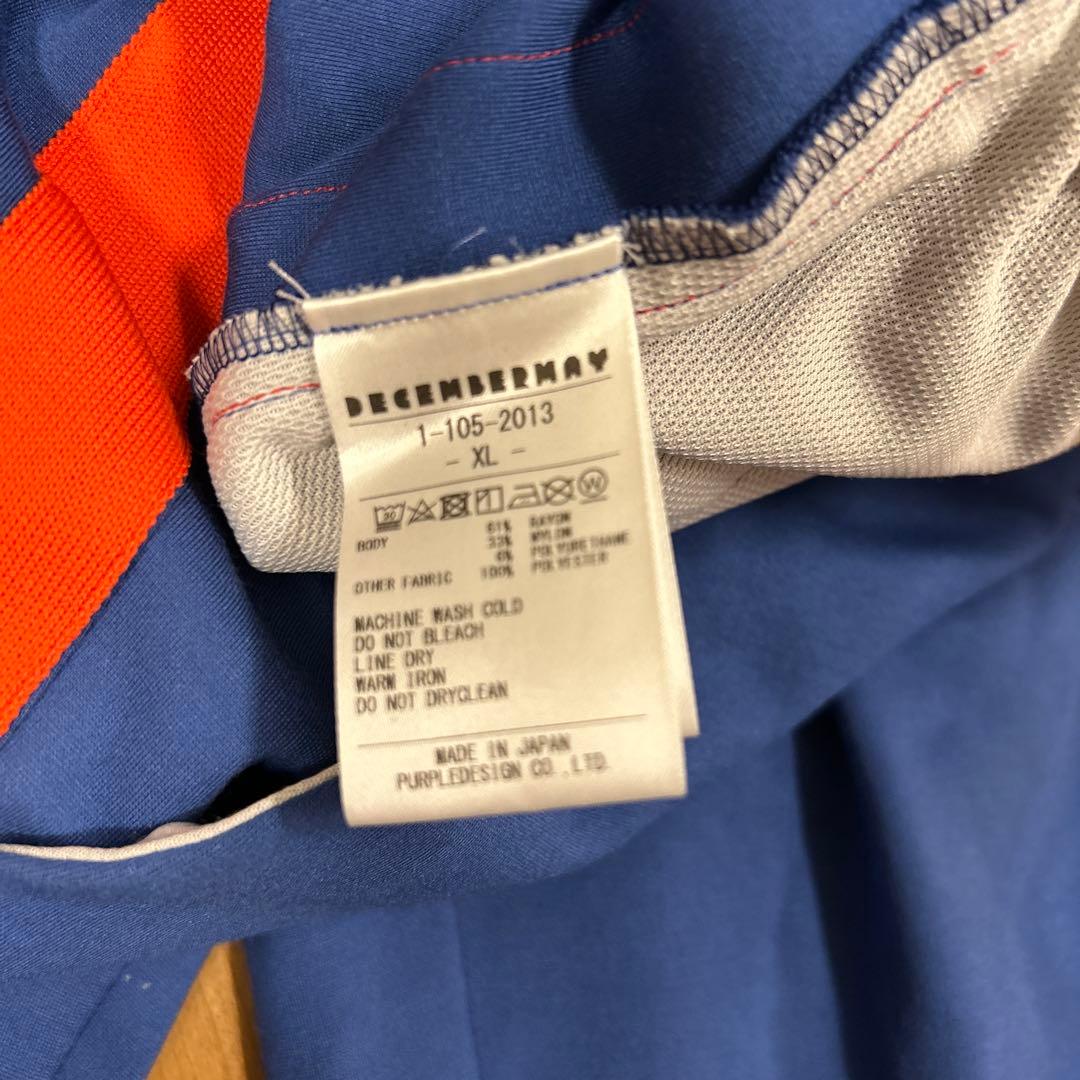 DECEMBERMAY
1-105-2013
- XL -
BODY 61% RAYON
33% NYLON
POLYURETHANE
OTHER FABRIC 100% POLYESTER
MACHINE WASH COLD
DO NOT BLEACH
LINE DRY
WARM IRON
DO NOT DRYCLEAN
MADE IN JAPAN
PURPLEDESIGN CO.,LTD.